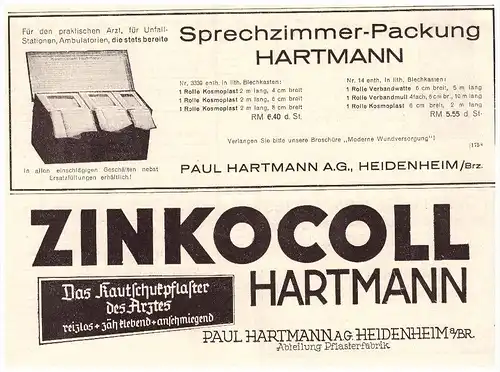 Für den praktischen Arzt, für Unfall-
Stationen, Ambulatorien, die stets bereite
Sprechzimmer-Packung
HARTMANN
Nr. 3339 enth. in lith. Blechkasten:
1 Rolle Kosmoplast 2 m lang, 4 cm breit
1 Rolle Kosmoplast 2 m lang, 6 cm breit
1 Rolle Kosmoplast 2 m lang, 8 cm breit
RM 6.40 d. St.
Nr. 14 enth. in lith. Blechkasten:
1 Rolle Verbandwatte 6 cm breit, 5 m lang
1 Rolle Verbandmull 4fach, 6 cm br., 10 m lang
1 Rolle Kosmoplast 6 cm breit, 2 m lang
RM 5.55 d. St.
Verlangen Sie bitte unsere Broschüre „Moderne Wundversorgung"!
In allen einschlägigen Geschäften nebst
Ersatzfüllungen erhältlich!
PAUL HARTMANN A.G., HEIDENHEIM/Brz.
ZINKOCOLL
HARTMANN
Das Kautschukpflaster
des Arztes
reizlos + zäh klebend + anschmiegend
PAUL HARTMANN A.G. HEIDENHEIM a/BR.
Abteilung Pflasterfabrik